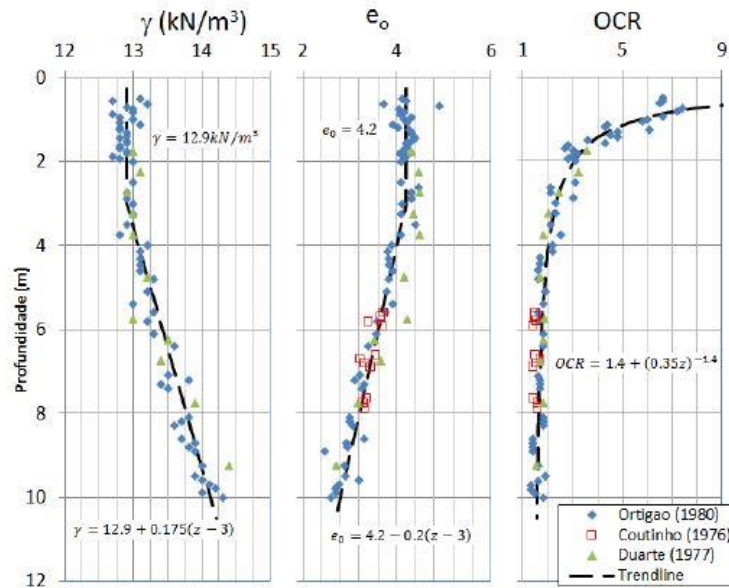 γ (kN/m³) e₀ OCR
12 13 14 15 2 4 6 1 5 9
0
γ = 12.9kN/m³ e₀ = 4.2
2
4
Profundidade (m)
6
OCR = 1.4 + (0.35z)⁻¹·⁴
8
10
γ = 12.9 + 0.175(z − 3) e₀ = 4.2 − 0.2(z − 3)
12
Ortigao (1980)
Coutinho (1976)
Duarte (1977)
Trendline